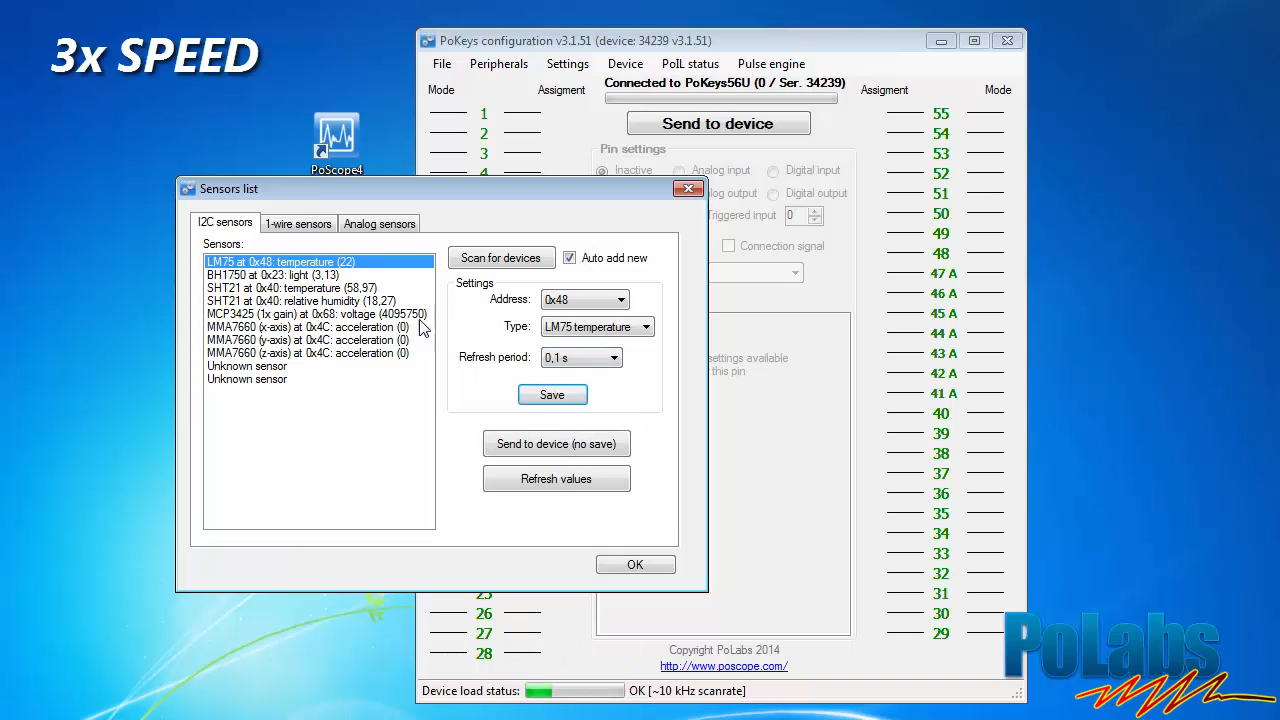 3x SPEED
PoScope4
PoKeys configuration v3.1.51 (device: 34239 v3.1.51)
File Peripherals Settings Device PoIL status Pulse engine
Mode Assigment
Connected to PoKeys56U (0 / Ser. 34239)
Assigment Mode
Send to device
Pin settings
Inactive Analog input Digital input
log output Digital output
Triggered input 0
Connection signal
settings available
this pin
1
2
3
4
25
26
27
28
55
54
53
52
51
50
49
48
47 A
46 A
45 A
44 A
43 A
42 A
41 A
40
39
38
37
36
35
34
33
32
31
30
29
Sensors list
I2C sensors 1-wire sensors Analog sensors
Sensors:
LM75 at 0x48: temperature (22)
BH1750 at 0x23: light (3,13)
SHT21 at 0x40: temperature (58,97)
SHT21 at 0x40: relative humidity (18,27)
MCP3425 (1x gain) at 0x68: voltage (4095750)
MMA7660 (x-axis) at 0x4C: acceleration (0)
MMA7660 (y-axis) at 0x4C: acceleration (0)
MMA7660 (z-axis) at 0x4C: acceleration (0)
Unknown sensor
Unknown sensor
Scan for devices Auto add new
Settings
Address: 0x48
Type: LM75 temperature
Refresh period: 0,1 s
Save
Send to device (no save)
Refresh values
OK
Copyright PoLabs 2014
http://www.poscope.com/
Device load status: OK [~10 kHz scanrate]
PoLabs